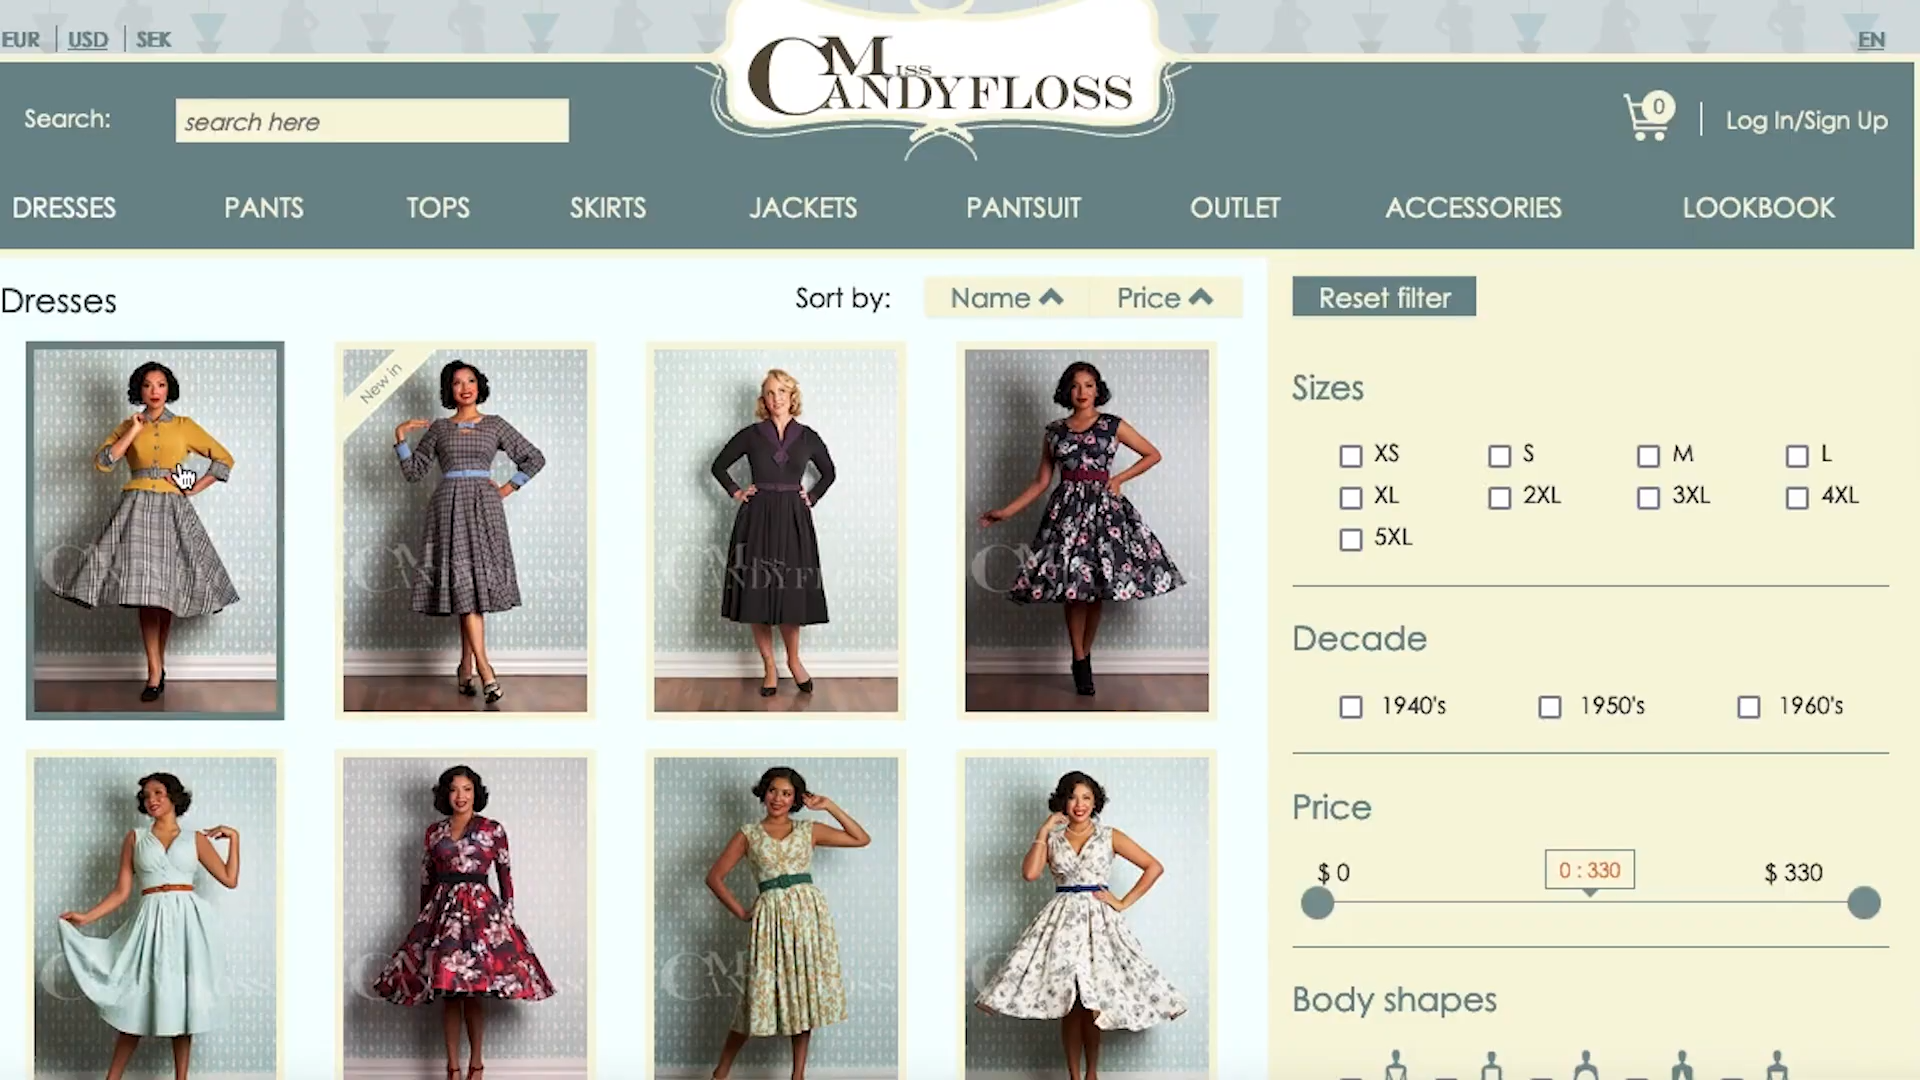 EUR USD SEK
EN
Miss Candyfloss
Search: search here
0 Log In/Sign Up
DRESSES PANTS TOPS SKIRTS JACKETS PANTSUIT OUTLET ACCESSORIES LOOKBOOK
Dresses
Sort by: Name Price
New in
Reset filter
Sizes
XS S M L
XL 2XL 3XL 4XL
5XL
Decade
1940's 1950's 1960's
Price
$ 0 0 : 330 $ 330
Body shapes